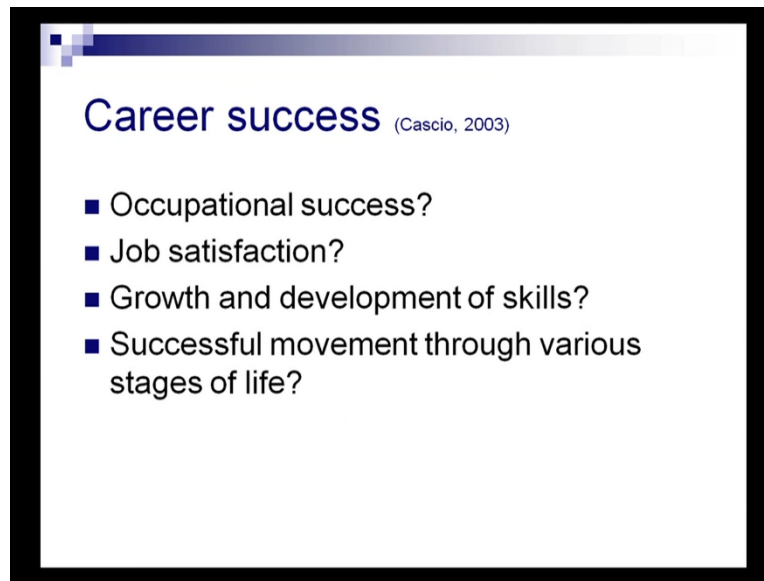 Career success (Cascio, 2003)
Occupational success?
Job satisfaction?
Growth and development of skills?
Successful movement through various
stages of life?